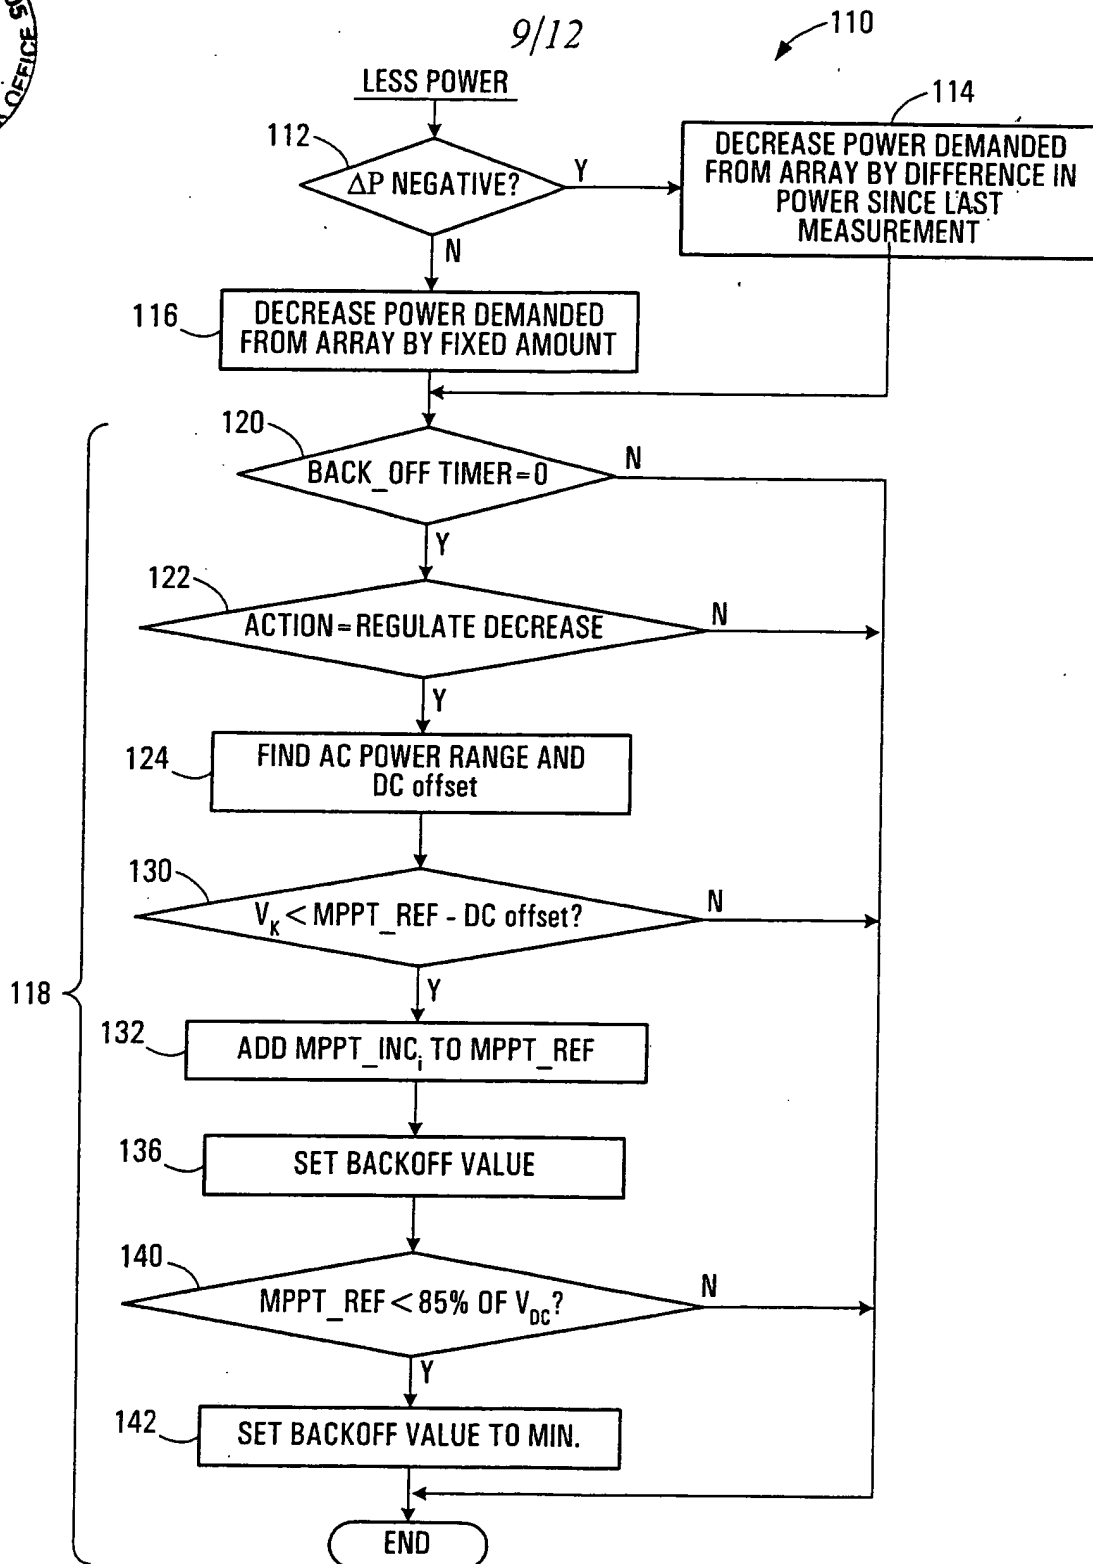 OFFICE
9/12
110
LESS POWER
112
ΔP NEGATIVE?
Y
N
114
DECREASE POWER DEMANDED
FROM ARRAY BY DIFFERENCE IN
POWER SINCE LAST
MEASUREMENT
116
DECREASE POWER DEMANDED
FROM ARRAY BY FIXED AMOUNT
118
120
BACK_OFF TIMER=0
N
Y
122
ACTION=REGULATE DECREASE
N
Y
124
FIND AC POWER RANGE AND
DC offset
130
V_K < MPPT_REF - DC offset?
N
Y
132
ADD MPPT_INC_i TO MPPT_REF
136
SET BACKOFF VALUE
140
MPPT_REF < 85% OF V_DC?
N
Y
142
SET BACKOFF VALUE TO MIN.
END